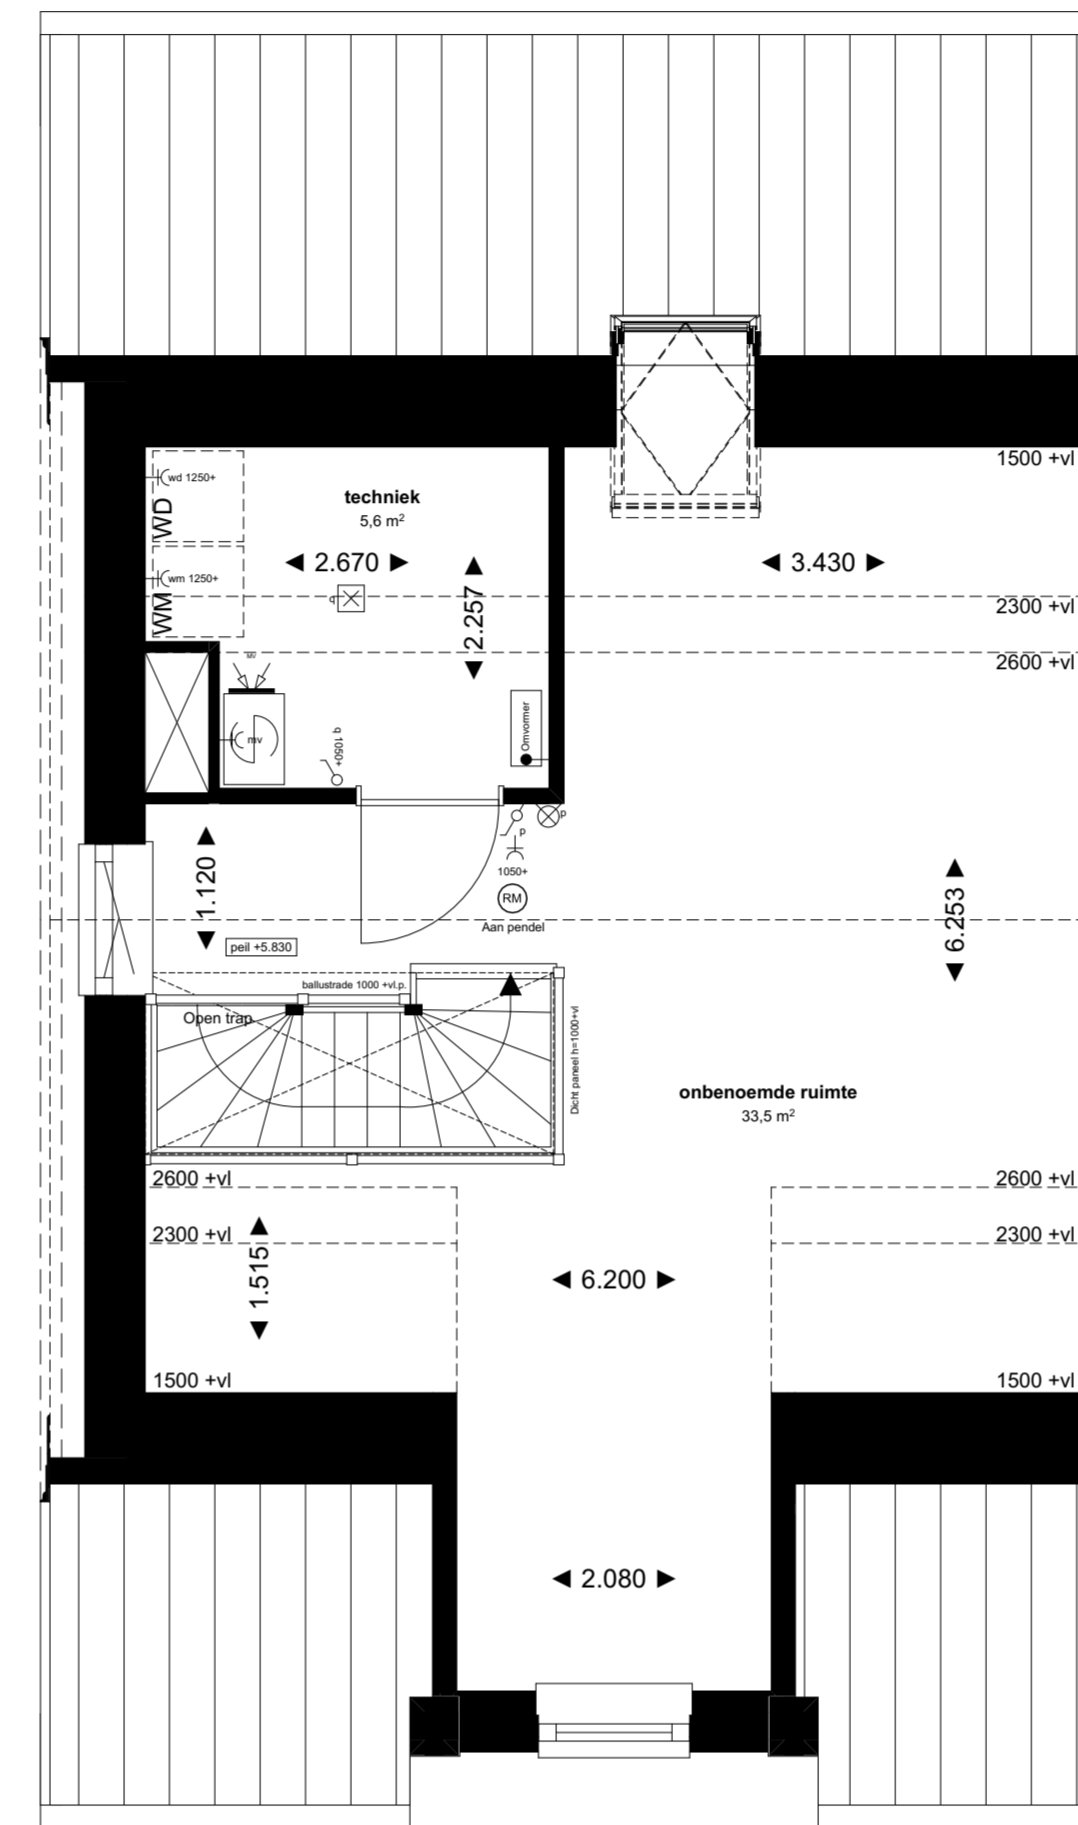 1500 +vl
wd 1250+
WD
techniek
5,6 m²
2.670
3.430
wm 1250+
WM
q
2.257
2300 +vl
2600 +vl
MV
mv
q 1050+
Omvormer
p
p
1050+
RM
Aan pendel
1.120
6.253
peil +5.830
ballustrade 1000 +vl.p.
Open trap
Dicht paneel h=1000+vl
onbenoemde ruimte
33,5 m²
2600 +vl
2600 +vl
2300 +vl
2300 +vl
1.515
6.200
1500 +vl
1500 +vl
2.080